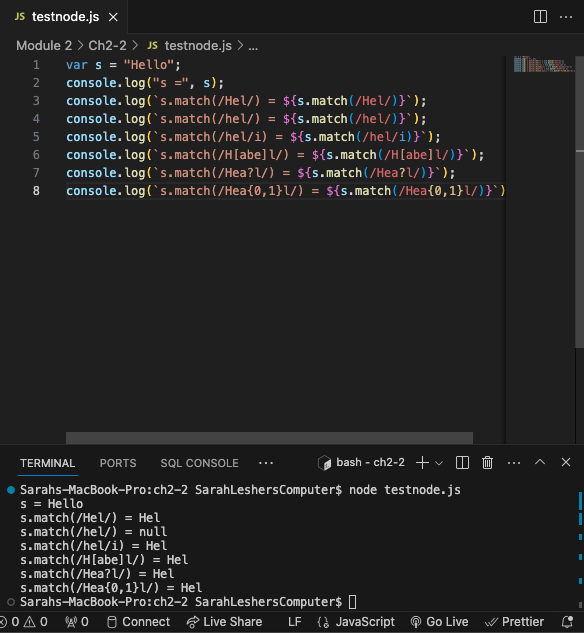 JS testnode.js
Module 2 > Ch2-2 > JS testnode.js > ...
1 var s = "Hello";
2 console.log("s =", s);
3 console.log(`s.match(/Hel/) = ${s.match(/Hel/)}`);
4 console.log(`s.match(/hel/) = ${s.match(/hel/)}`);
5 console.log(`s.match(/hel/i) = ${s.match(/hel/i)}`);
6 console.log(`s.match(/H[abe]l/) = ${s.match(/H[abe]l/)}`);
7 console.log(`s.match(/Hea?l/) = ${s.match(/Hea?l/)}`);
8 console.log(`s.match(/Hea{0,1}l/) = ${s.match(/Hea{0,1}l/)}`)
TERMINAL PORTS SQL CONSOLE ... bash - ch2-2
Sarahs-MacBook-Pro:ch2-2 SarahLeshersComputer$ node testnode.js
s = Hello
s.match(/Hel/) = Hel
s.match(/hel/) = null
s.match(/hel/i) = Hel
s.match(/H[abe]l/) = Hel
s.match(/Hea?l/) = Hel
s.match(/Hea{0,1}l/) = Hel
Sarahs-MacBook-Pro:ch2-2 SarahLeshersComputer$
0 0 0 Connect Live Share LF {} JavaScript Go Live Prettier